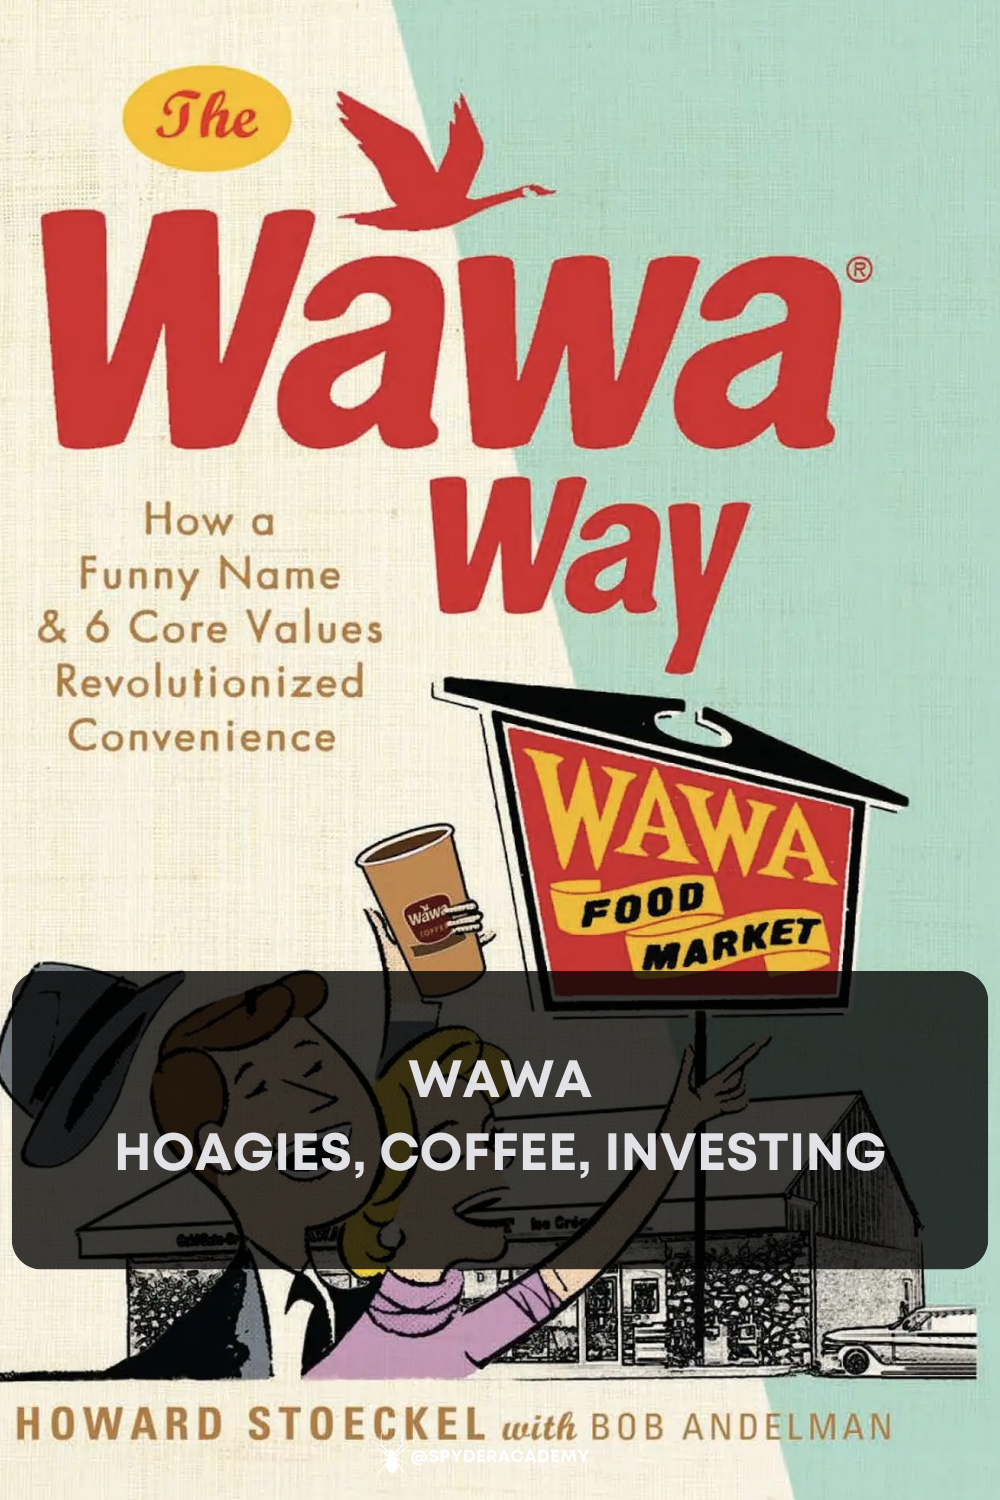 The
Wawa®
Way
How a
Funny Name
& 6 Core Values
Revolutionized
Convenience
WAWA
FOOD
MARKET
Wawa
COFFEE
WAWA
HOAGIES, COFFEE, INVESTING
HOWARD STOECKEL with BOB ANDELMAN
@SPYDERACADEMY